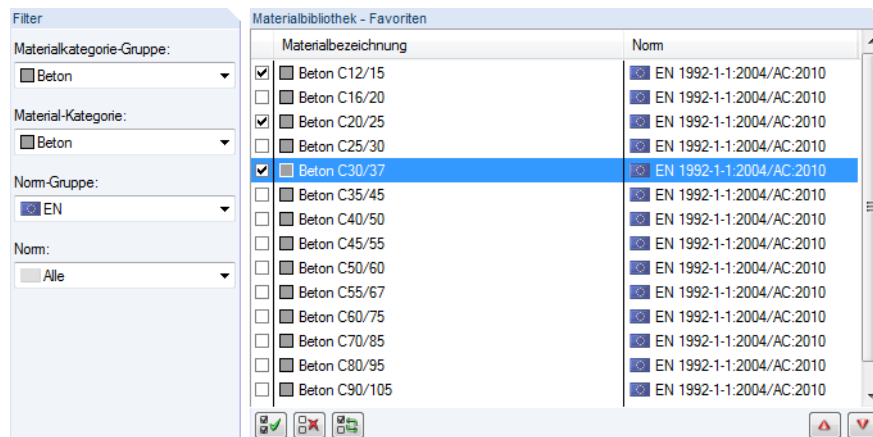 Filter
Materialkategorie-Gruppe:
Beton
Material-Kategorie:
Beton
Norm-Gruppe:
EN
Norm:
Alle
Materialbibliothek - Favoriten
Materialbezeichnung Norm
Beton C12/15 EN 1992-1-1:2004/AC:2010
Beton C16/20 EN 1992-1-1:2004/AC:2010
Beton C20/25 EN 1992-1-1:2004/AC:2010
Beton C25/30 EN 1992-1-1:2004/AC:2010
Beton C30/37 EN 1992-1-1:2004/AC:2010
Beton C35/45 EN 1992-1-1:2004/AC:2010
Beton C40/50 EN 1992-1-1:2004/AC:2010
Beton C45/55 EN 1992-1-1:2004/AC:2010
Beton C50/60 EN 1992-1-1:2004/AC:2010
Beton C55/67 EN 1992-1-1:2004/AC:2010
Beton C60/75 EN 1992-1-1:2004/AC:2010
Beton C70/85 EN 1992-1-1:2004/AC:2010
Beton C80/95 EN 1992-1-1:2004/AC:2010
Beton C90/105 EN 1992-1-1:2004/AC:2010